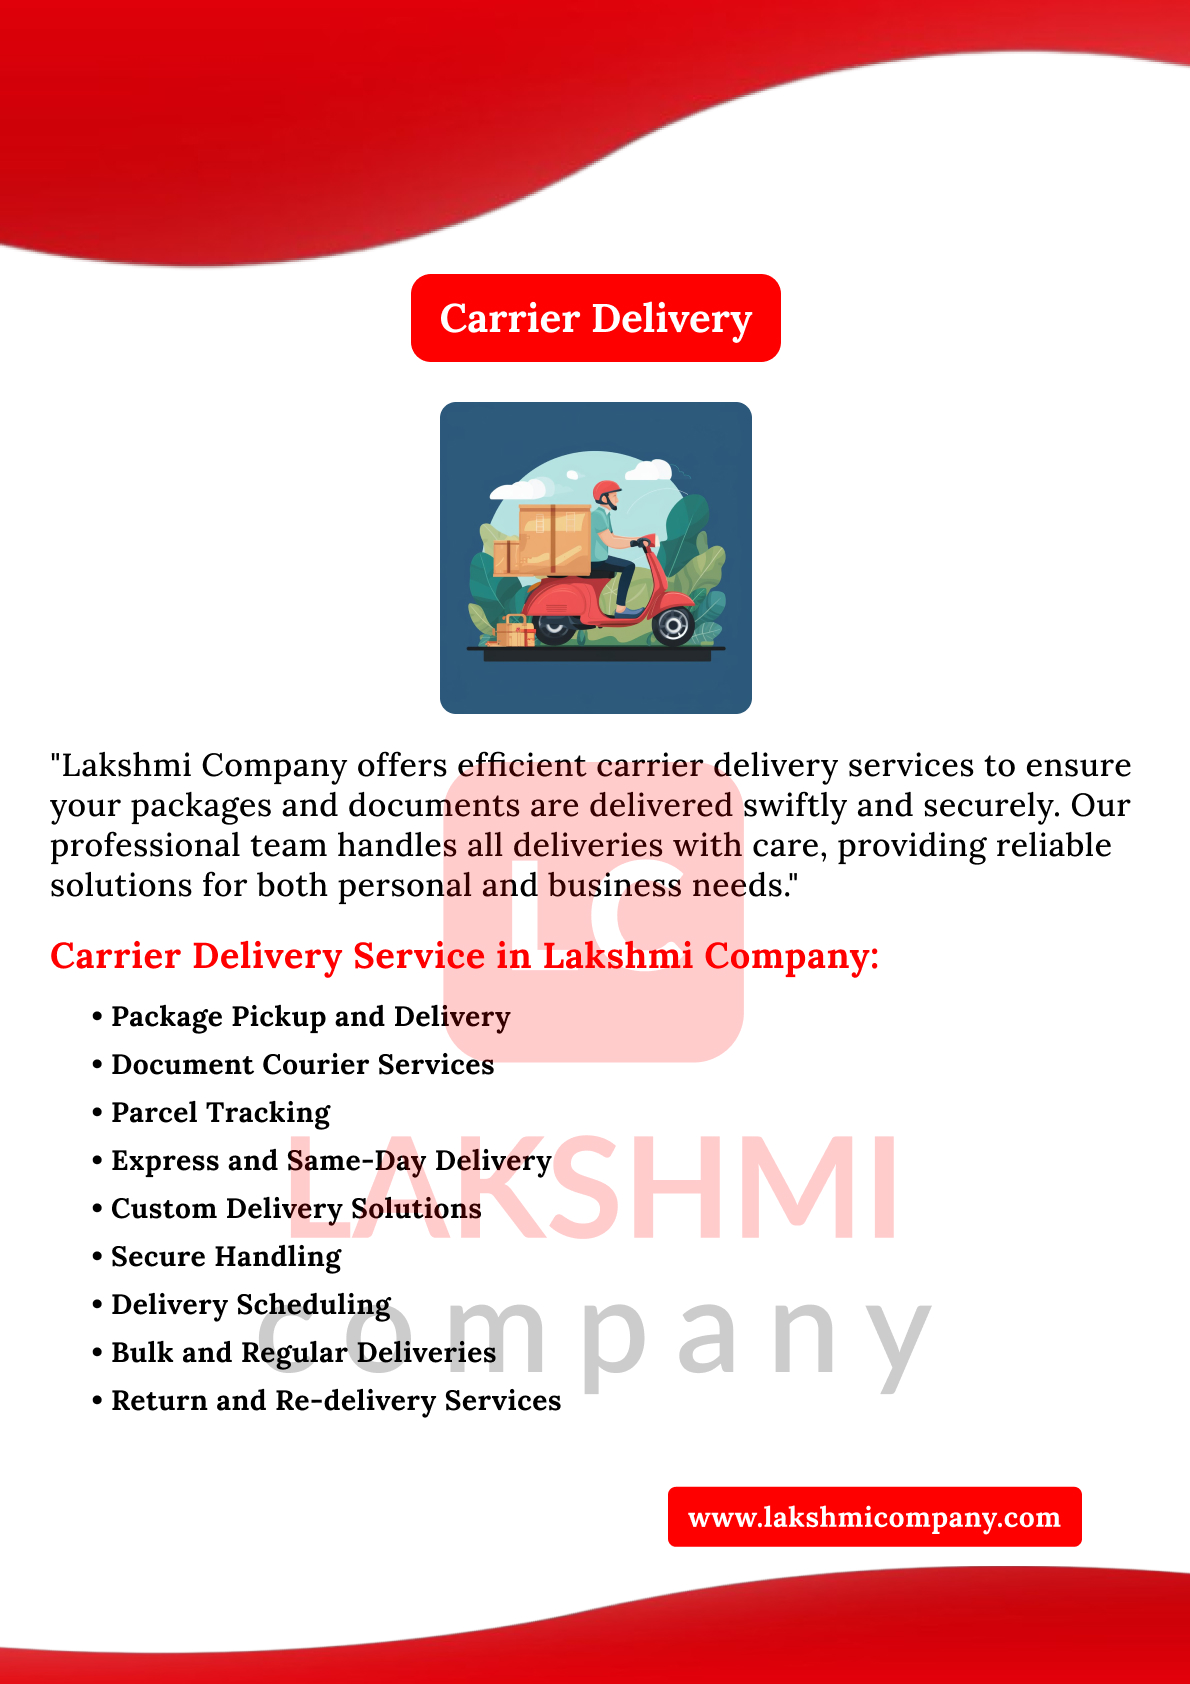 Carrier Delivery
"Lakshmi Company offers efficient carrier delivery services to ensure
your packages and documents are delivered swiftly and securely. Our
professional team handles all deliveries with care, providing reliable
solutions for both personal and business needs."
LC
Carrier Delivery Service in Lakshmi Company:
• Package Pickup and Delivery
• Document Courier Services
• Parcel Tracking
• Express and Same-Day Delivery
LAKSHMI
• Custom Delivery Solutions
• Secure Handling
• Delivery Scheduling
company
• Bulk and Regular Deliveries
• Return and Re-delivery Services
www.lakshmicompany.com